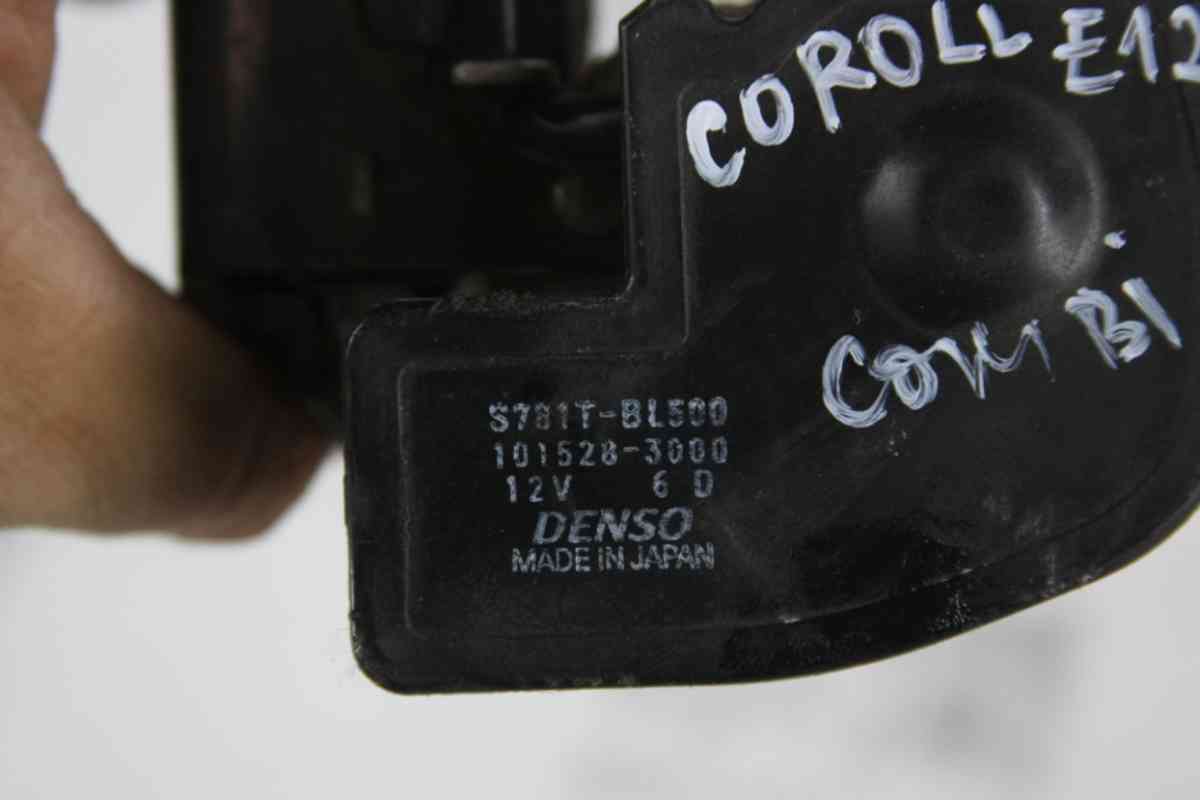 COROLL E12
COMBI
S781T-BL500
101528-3000
12V 6 D
DENSO
MADE IN JAPAN